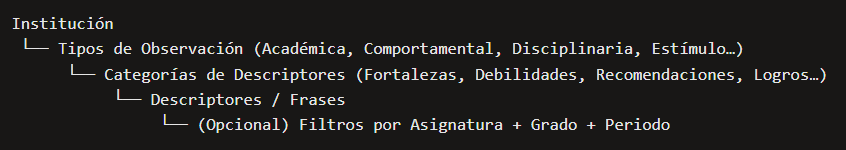 Institución
└── Tipos de Observación (Académica, Comportamental, Disciplinaria, Estímulo…)
└── Categorías de Descriptores (Fortalezas, Debilidades, Recomendaciones, Logros…)
└── Descriptores / Frases
└── (Opcional) Filtros por Asignatura + Grado + Periodo